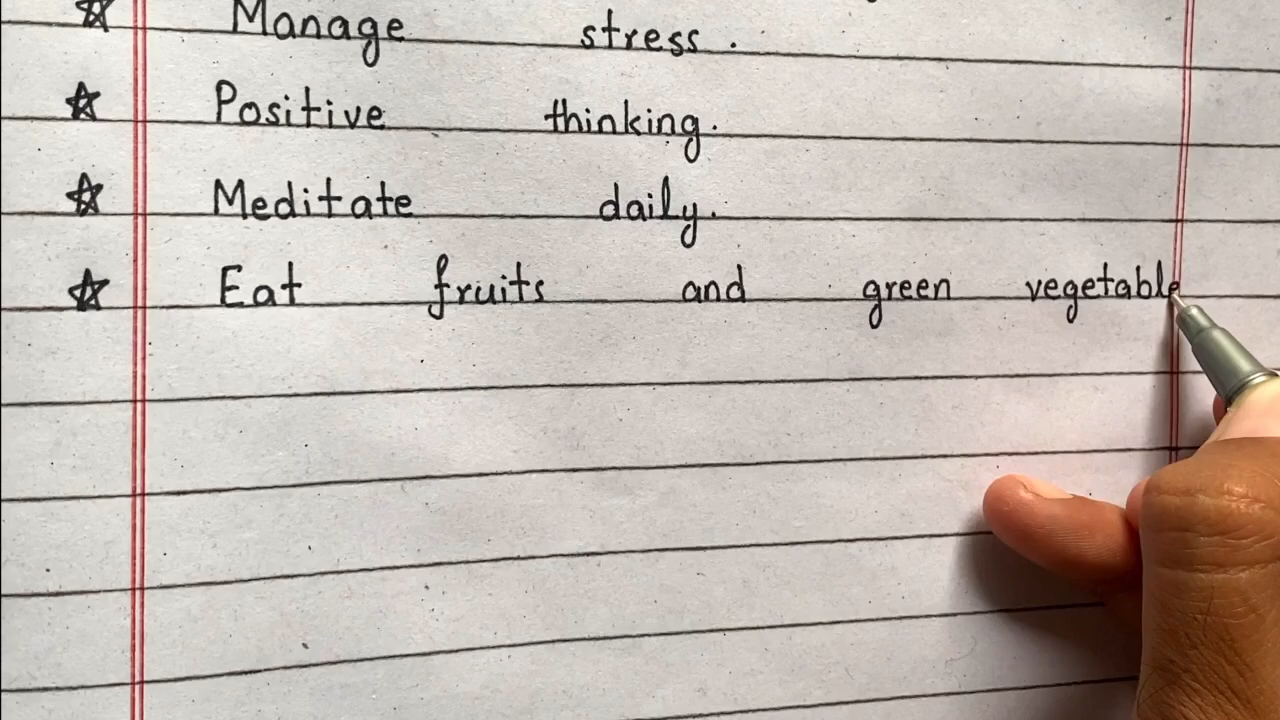 Manage stress.
Positive thinking.
Meditate daily.
Eat fruits and green vegetable